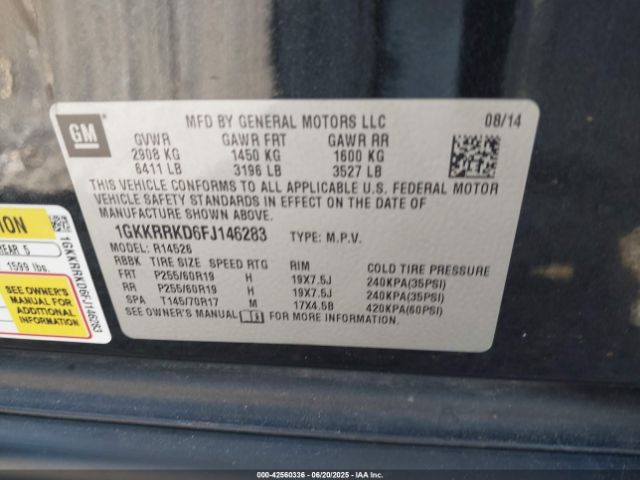 GM
MFD BY GENERAL MOTORS LLC 08/14
GVWR GAWR FRT GAWR RR
2908 KG 1450 KG 1600 KG
6411 LB 3196 LB 3527 LB
THIS VEHICLE CONFORMS TO ALL APPLICABLE U.S. FEDERAL MOTOR
VEHICLE SAFETY STANDARDS IN EFFECT ON THE DATE OF
MANUFACTURE SHOWN ABOVE.
1GKKRRKD6FJ146283 TYPE: M.P.V.
MODEL: R14526
RBBK TIRE SIZE SPEED RTG RIM COLD TIRE PRESSURE
FRT P255/60R19 H 19X7.5J 240KPA(35PSI)
RR P255/60R19 H 19X7.5J 240KPA(35PSI)
SPA T145/70R17 M 17X4.5B 420KPA(60PSI)
SEE OWNER'S MANUAL FOR MORE INFORMATION.
TION
YEAR 5
1599 lbs.
SEE OWNER'S
MANUAL FOR
ADDITIONAL
INFORMATION
1GKKRRKD6FJ146283
000-42560336 - 06/20/2025 - IAAI.COM